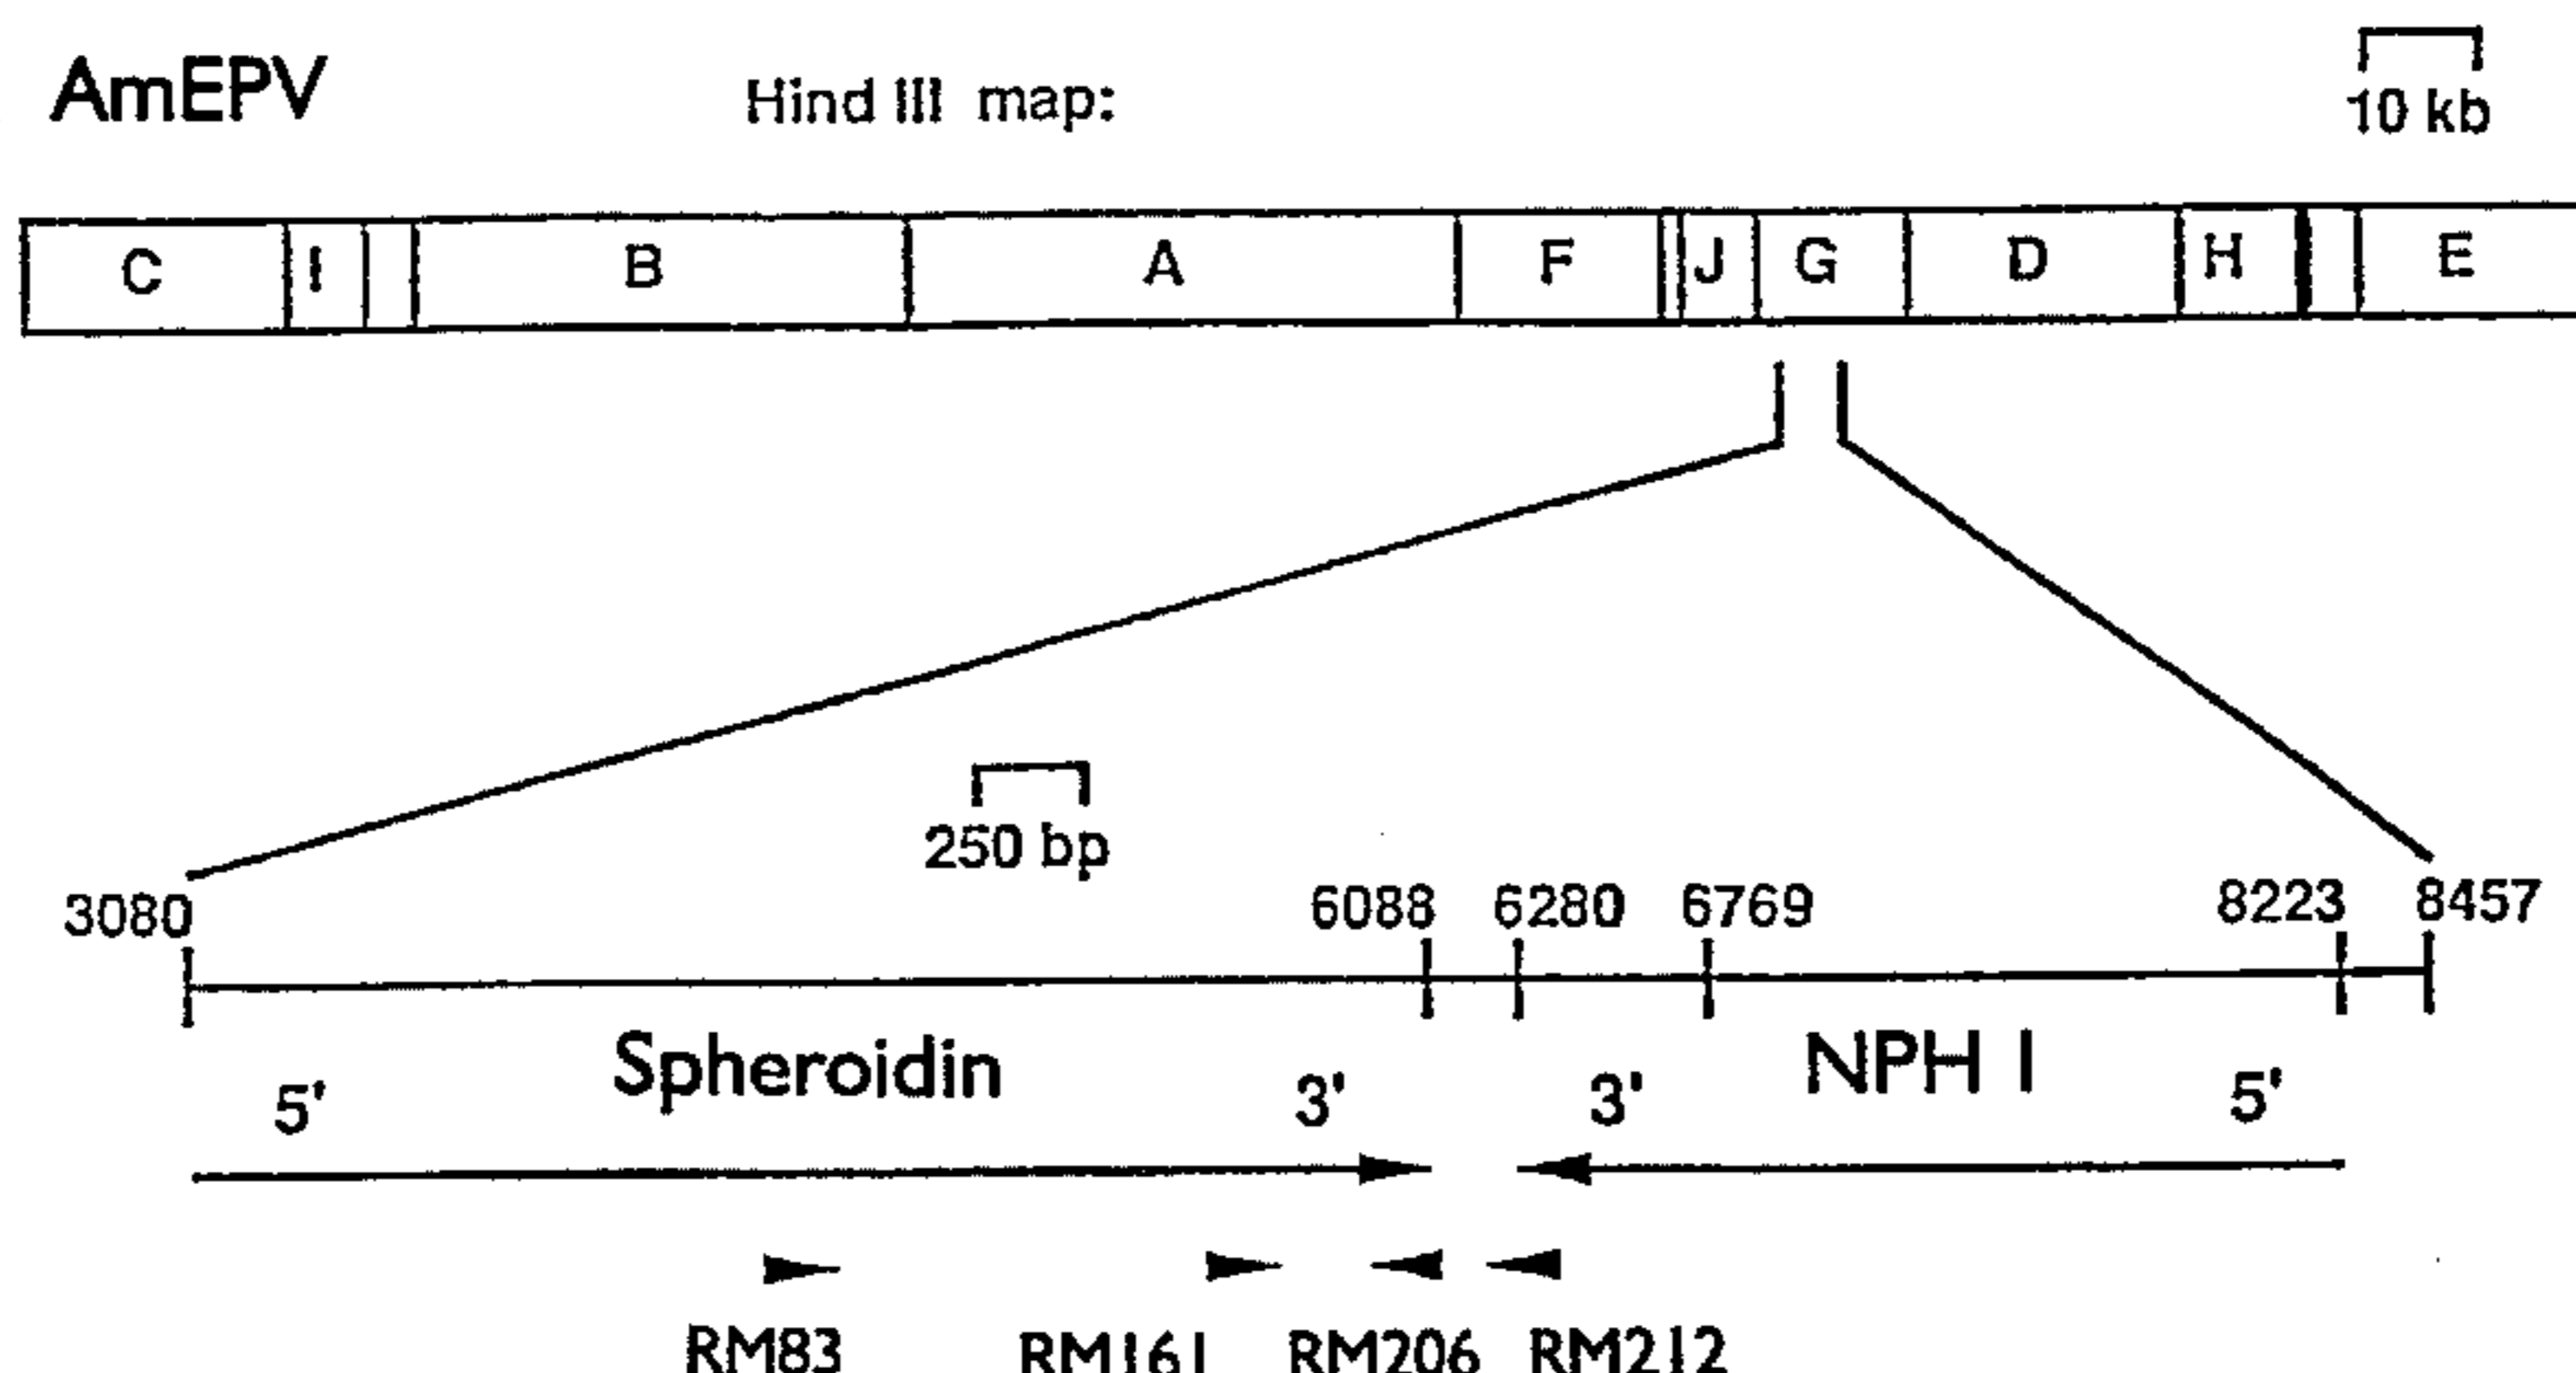 AmEPV
Hind III map:
10 kb
C I B A F J G D H E
250 bp
3080 6088 6280 6769 8223 8457
Spheroidin NPH I
5' 3' 3' 5'
RM83 RM161 RM206 RM212